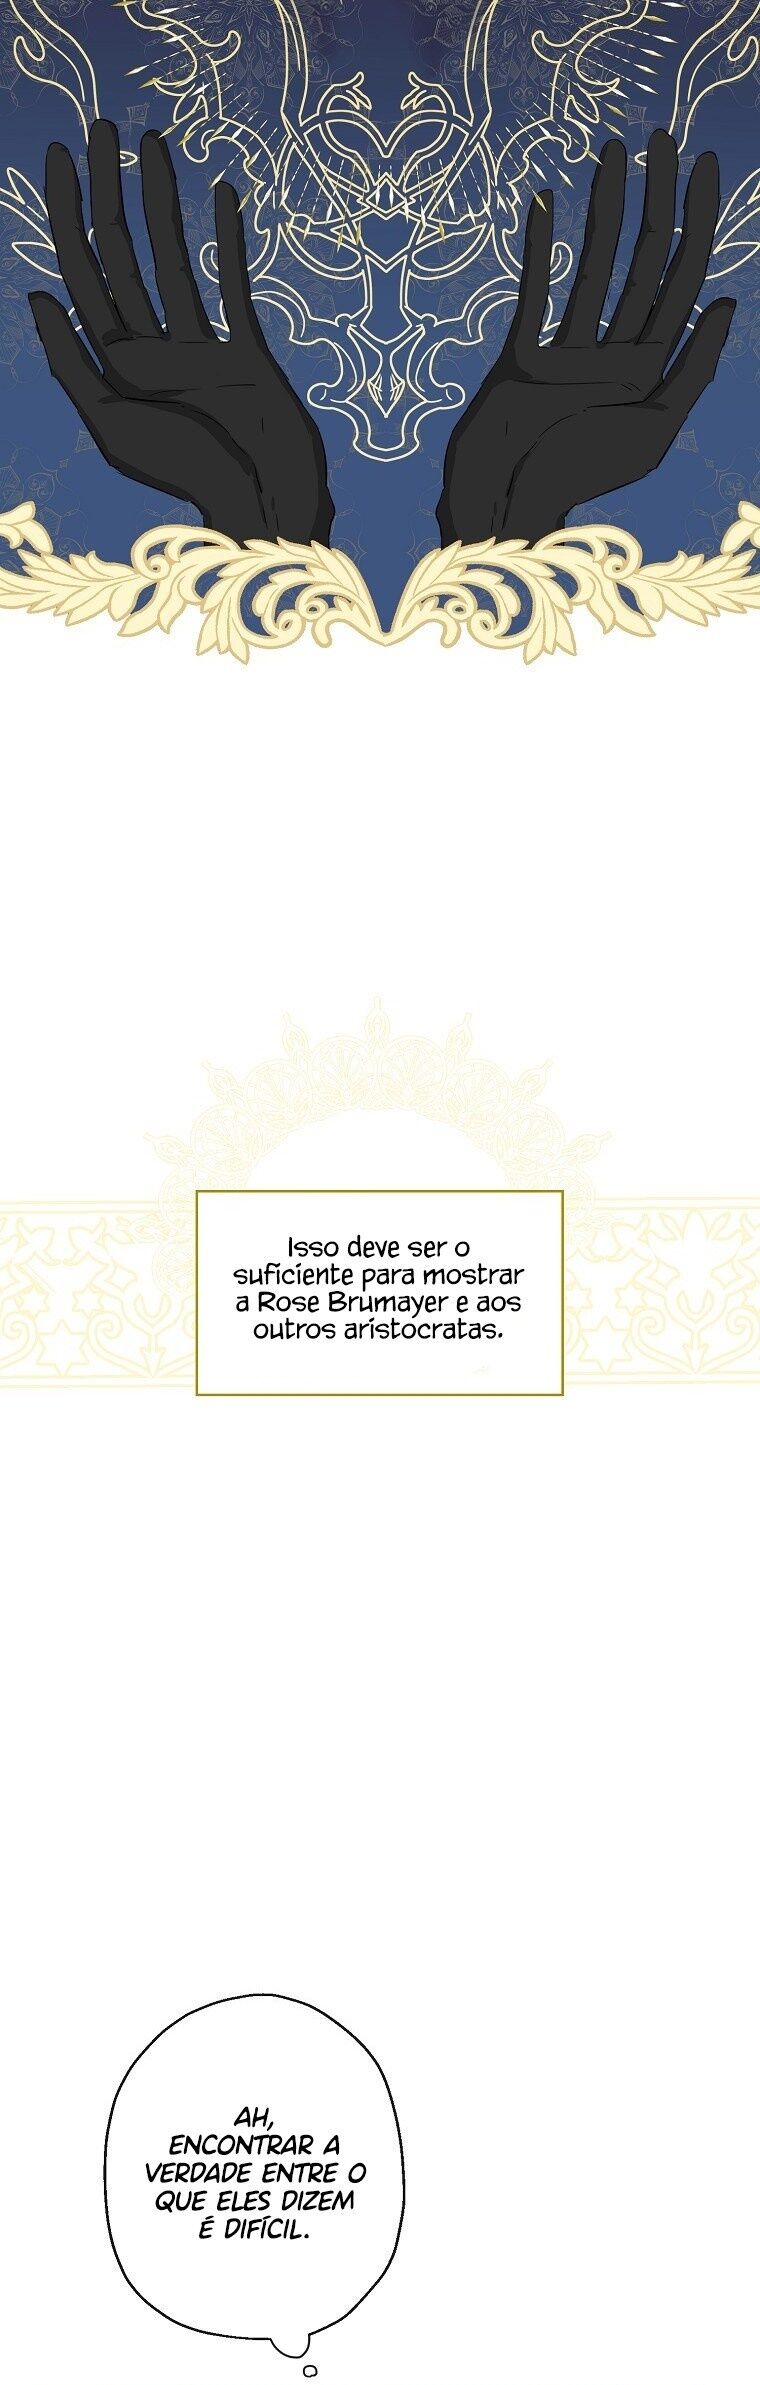 Isso deve ser o
suficiente para mostrar
a Rose Brumayer e aos
outros aristocratas.
AH,
ENCONTRAR A
VERDADE ENTRE O
QUE ELES DIZEM
É DIFÍCIL.